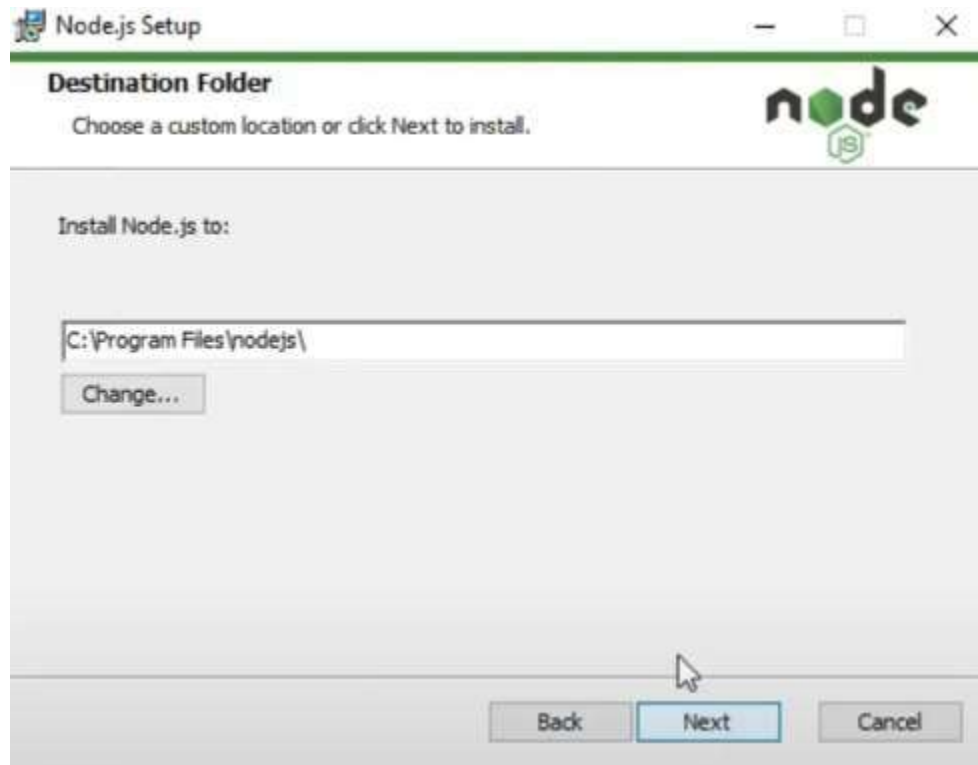 Node.js Setup
Destination Folder
Choose a custom location or click Next to install.
node
JS
Install Node.js to:
C:\Program Files\nodejs\
Change...
Back
Next
Cancel